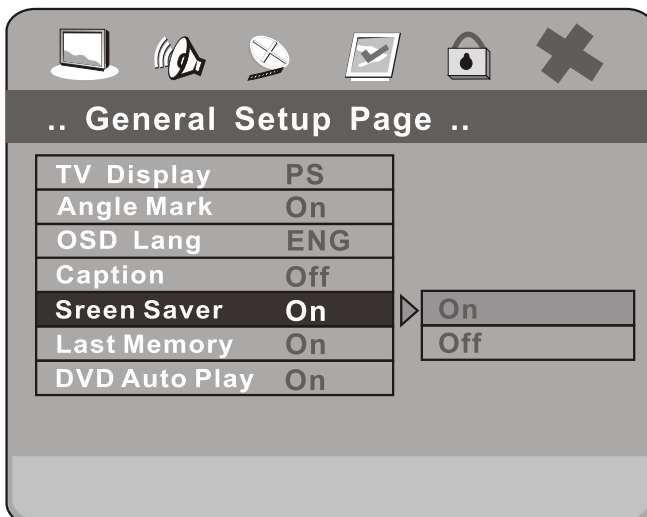 .. General Setup Page ..
TV Display PS
Angle Mark On
OSD Lang ENG
Caption Off
Sreen Saver On On
Last Memory On Off
DVD Auto Play On